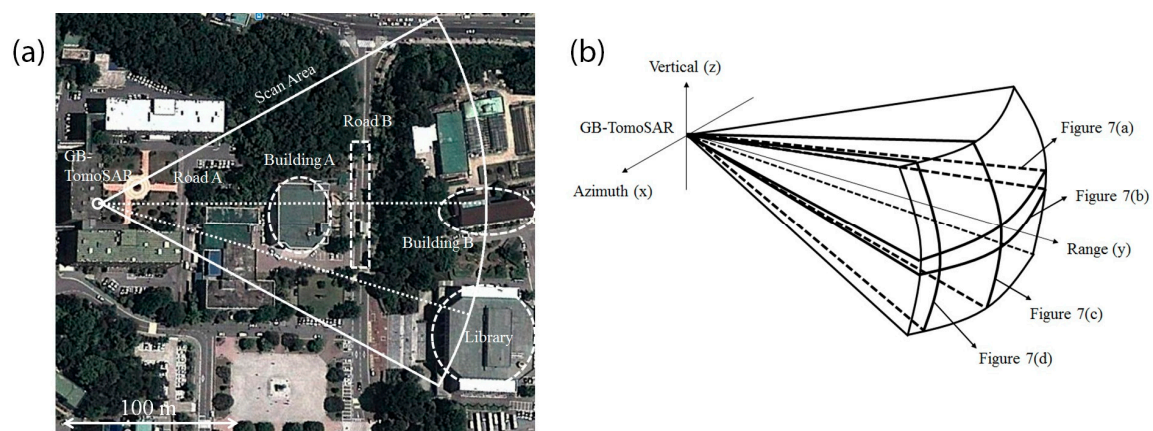 (a)
Scan Area
Road B
GB-
TomoSAR
Building A
Road A
Building B
Library
100 m
(b)
Vertical (z)
GB-TomoSAR
Figure 7(a)
Azimuth (x)
Figure 7(b)
Range (y)
Figure 7(c)
Figure 7(d)